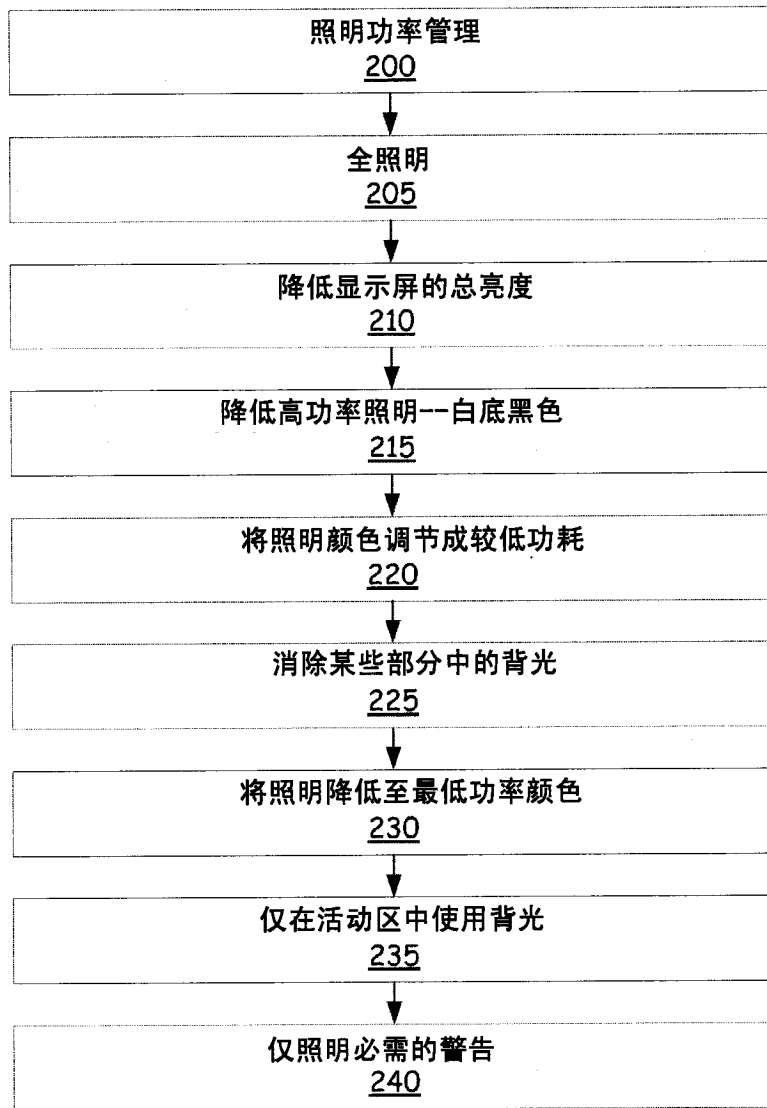 照明功率管理
200
全照明
205
降低显示屏的总亮度
210
降低高功率照明--白底黑色
215
将照明颜色调节成较低功耗
220
消除某些部分中的背光
225
将照明降低至最低功率颜色
230
仅在活动区中使用背光
235
仅照明必需的警告
240